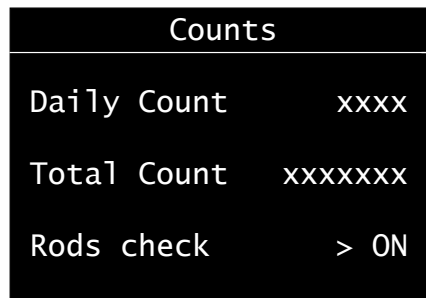 Counts
Daily Count xxxx
Total Count xxxxxxx
Rods check > ON